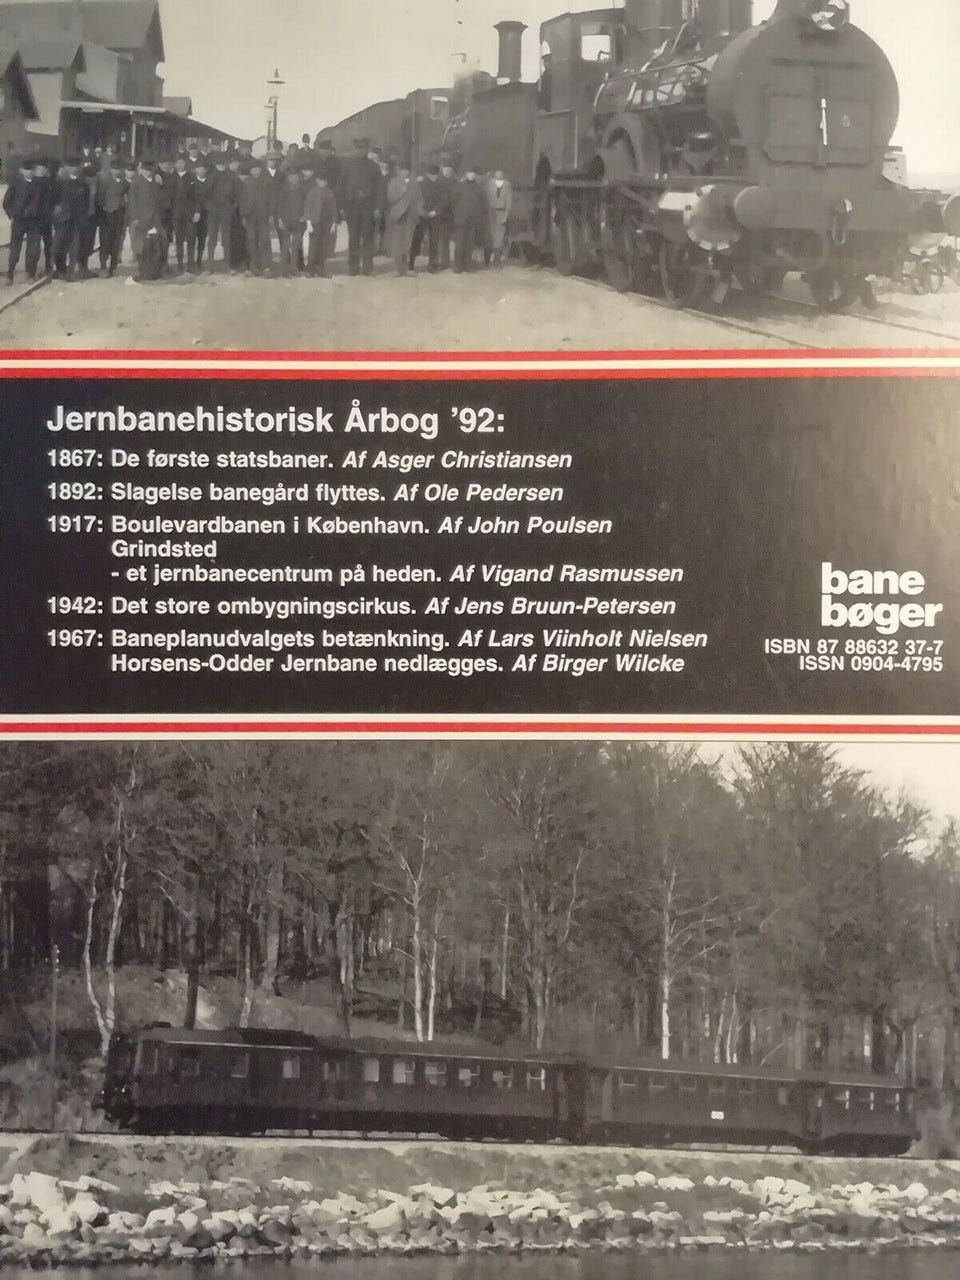 Jernbanehistorisk Årbog ’92:
1867: De første statsbaner. Af Asger Christiansen
1892: Slagelse banegård flyttes. Af Ole Pedersen
1917: Boulevardbanen i København. Af John Poulsen
Grindsted
- et jernbanecentrum på heden. Af Vigand Rasmussen
1942: Det store ombygningscirkus. Af Jens Bruun-Petersen
1967: Baneplanudvalgets betænkning. Af Lars Viinholt Nielsen
Horsens-Odder Jernbane nedlægges. Af Birger Wilcke
bane
bøger
ISBN 87 88632 37-7
ISSN 0904-4795